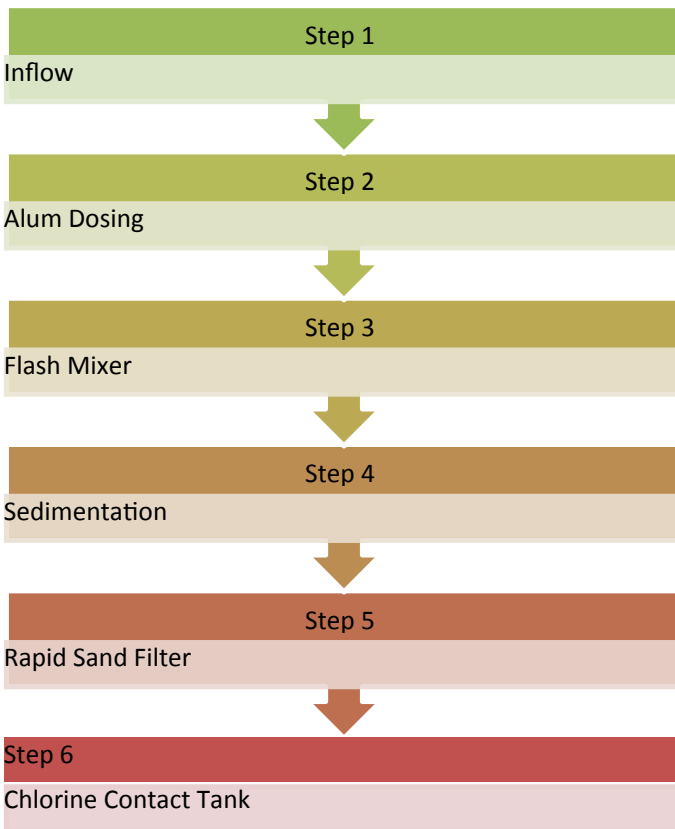 Step 1
Inflow
Step 2
Alum Dosing
Step 3
Flash Mixer
Step 4
Sedimentation
Step 5
Rapid Sand Filter
Step 6
Chlorine Contact Tank